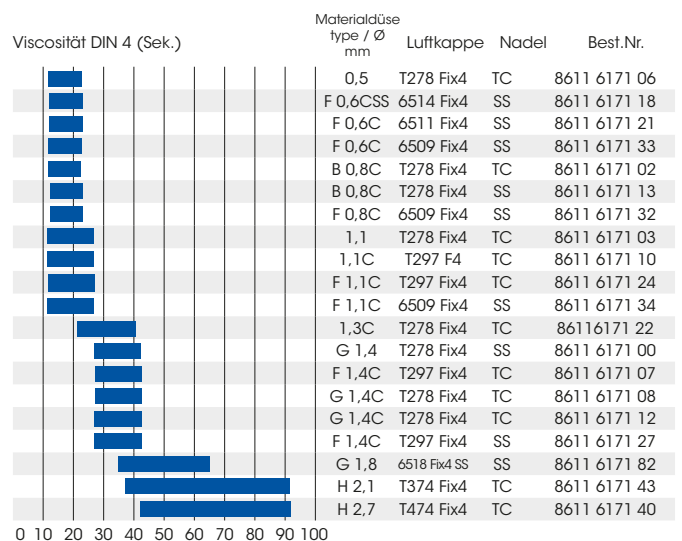 Materialdüse
type / Ø
mm
Viscosität DIN 4 (Sek.) Luftkappe Nadel Best.Nr.
0,5 T278 Fix4 TC 8611 6171 06
F 0,6CSS 6514 Fix4 SS 8611 6171 18
F 0,6C 6511 Fix4 SS 8611 6171 21
F 0,6C 6509 Fix4 SS 8611 6171 33
B 0,8C T278 Fix4 TC 8611 6171 02
B 0,8C T278 Fix4 SS 8611 6171 13
F 0,8C 6509 Fix4 SS 8611 6171 32
1,1 T278 Fix4 TC 8611 6171 03
1,1C T297 F4 TC 8611 6171 10
F 1,1C T297 Fix4 TC 8611 6171 24
F 1,1C 6509 Fix4 SS 8611 6171 34
1,3C T278 Fix4 TC 86116171 22
G 1,4 T278 Fix4 SS 8611 6171 00
F 1,4C T297 Fix4 TC 8611 6171 07
G 1,4C T278 Fix4 TC 8611 6171 08
G 1,4C T278 Fix4 TC 8611 6171 12
F 1,4C T297 Fix4 SS 8611 6171 27
G 1,8 6518 Fix4 SS SS 8611 6171 82
H 2,1 T374 Fix4 TC 8611 6171 43
H 2,7 T474 Fix4 TC 8611 6171 40
0 10 20 30 40 50 60 70 80 90 100